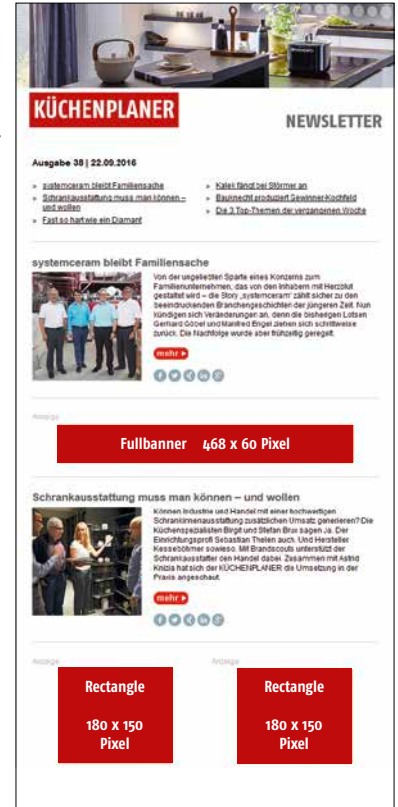 KÜCHENPLANER
NEWSLETTER
Ausgabe 38 | 22.09.2016
» systemceram bleibt Familiensache
» Schrankausstattung muss man können –
und wollen
» Fast so hart wie ein Diamant
» Kalek fängt bei Störmer an
» Bauknecht produziert Gewinner-Kochfeld
» Die 3 Top-Themen der vergangenen Woche
systemceram bleibt Familiensache
Von der ungeliebten Sparte eines Konzerns zum
Familienunternehmen, das von den Inhabern mit Herzblut
gestaltet wird – die Story „systemceram“ zählt sicher zu den
beeindruckenden Branchengeschichten der jüngeren Zeit. Nun
kündigen sich Veränderungen an, denn die bisherigen Lotsen
Gerhard Göbel und Manfred Engel ziehen sich schrittweise
zurück. Die Nachfolge wurde aber frühzeitig geregelt.
mehr
Anzeige
Fullbanner 468 x 60 Pixel
Schrankausstattung muss man können – und wollen
Können Industrie und Handel mit einer hochwertigen
Schrankinnenausstattung zusätzlichen Umsatz generieren? Die
Küchenspezialisten Birgit und Stefan Brux sagen Ja. Der
Einrichtungsprofi Sebastian Thelen auch. Und Hersteller
Kesseböhmer sowieso. Mit Brandscouts unterstützt der
Schrankausstatter den Handel dabei. Zusammen mit Astrid
Knizia hat sich der KÜCHENPLANER die Umsetzung in der
Praxis angeschaut.
mehr
Anzeige
Anzeige
Rectangle
180 x 150
Pixel
Rectangle
180 x 150
Pixel